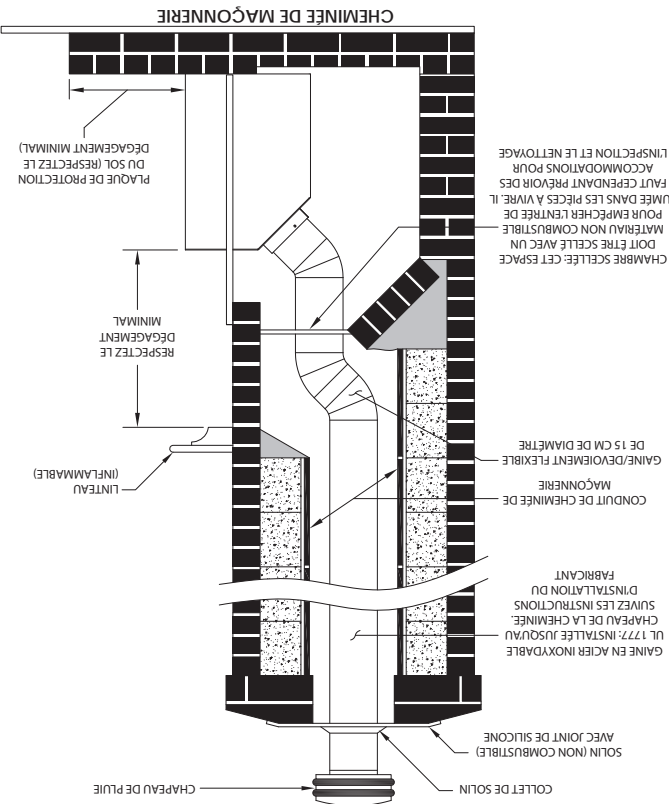 COLLET DE SOLIN
CHAPEAU DE PLUIE
SOLIN (NON COMBUSTIBLE)
AVEC JOINT DE SILICONE
GAINE EN ACIER INOXYDABLE
UL 1777: INSTALLÉE JUSQU'AU
CHAPEAU DE LA CHEMINÉE.
SUIVEZ LES INSTRUCTIONS
D'INSTALLATION DU
FABRICANT
CONDUIT DE CHEMINÉE DE
MAÇONNERIE
GAINE/DEVOIEMENT FLEXIBLE
DE 15 CM DE DIAMÉTRE
LINTEAU
(INFLAMMABLE)
RESPECTEZ LE
DÉGAGEMENT
MINIMAL
CHAMBRE SCELLÉE: CET ESPACE
DOIT ÊTRE SCELLÉ AVEC UN
MATÉRIAU NON COMBUSTIBLE
POUR EMPÊCHER L'ENTRÉE DE
UMÉE DANS LES PIÈCES À VIVRE. IL
FAUT CEPENDANT PRÉVOIR DES
ACCOMMODATIONS POUR
L'INSPECTION ET LE NETTOYAGE
PLAQUE DE PROTECTION
DU SOL (RESPECTEZ LE
DÉGAGEMENT MINIMAL)
CHEMINÉE DE MAÇONNERIE